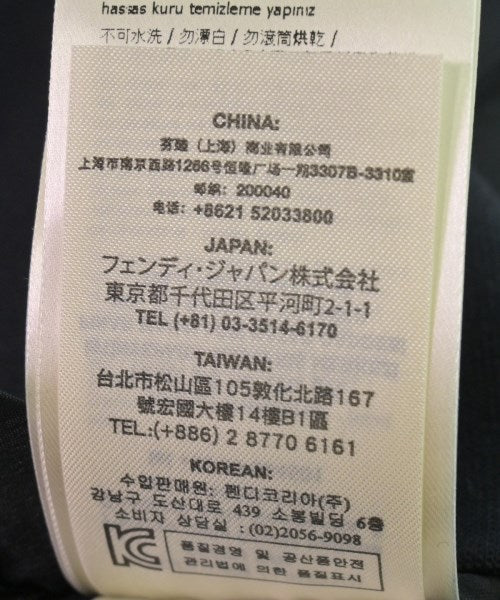 hassas kuru temizleme yapınız
不可水洗 / 勿漂白 / 勿滾筒烘乾 /
CHINA:
芬迪（上海）商业有限公司
上海市南京西路1266号恒隆广场一期3307B-3310室
邮编: 200040
电话: +8621 52033800
JAPAN:
フェンディ・ジャパン株式会社
東京都千代田区平河町2-1-1
TEL (+81) 03-3514-6170
TAIWAN:
台北市松山區105敦化北路167
號宏國大樓14樓B1區
TEL.:(+886) 2 8770 6161
KOREAN:
수입판매원: 펜디코리아(주)
강남구 도산대로 439 소봉빌딩 6층
소비자 상담실 :(02)2056-9098
품질경영 및 공산품안전
관리법에 의한 품질표시